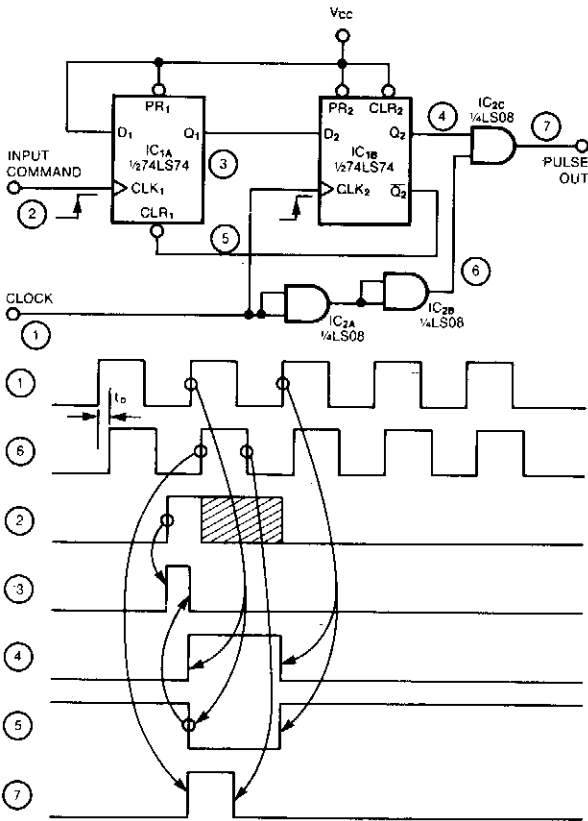 VCC
PR1
D1
Q1
IC1A
½74LS74
CLK1
CLR1
INPUT
COMMAND
2
3
PR2
CLR2
D2
Q2
IC1B
½74LS74
CLK2
Q̅2
4
IC2C
¼LS08
7
PULSE
OUT
5
6
CLOCK
1
IC2A
¼LS08
IC2B
¼LS08
1
tD
6
2
3
4
5
7